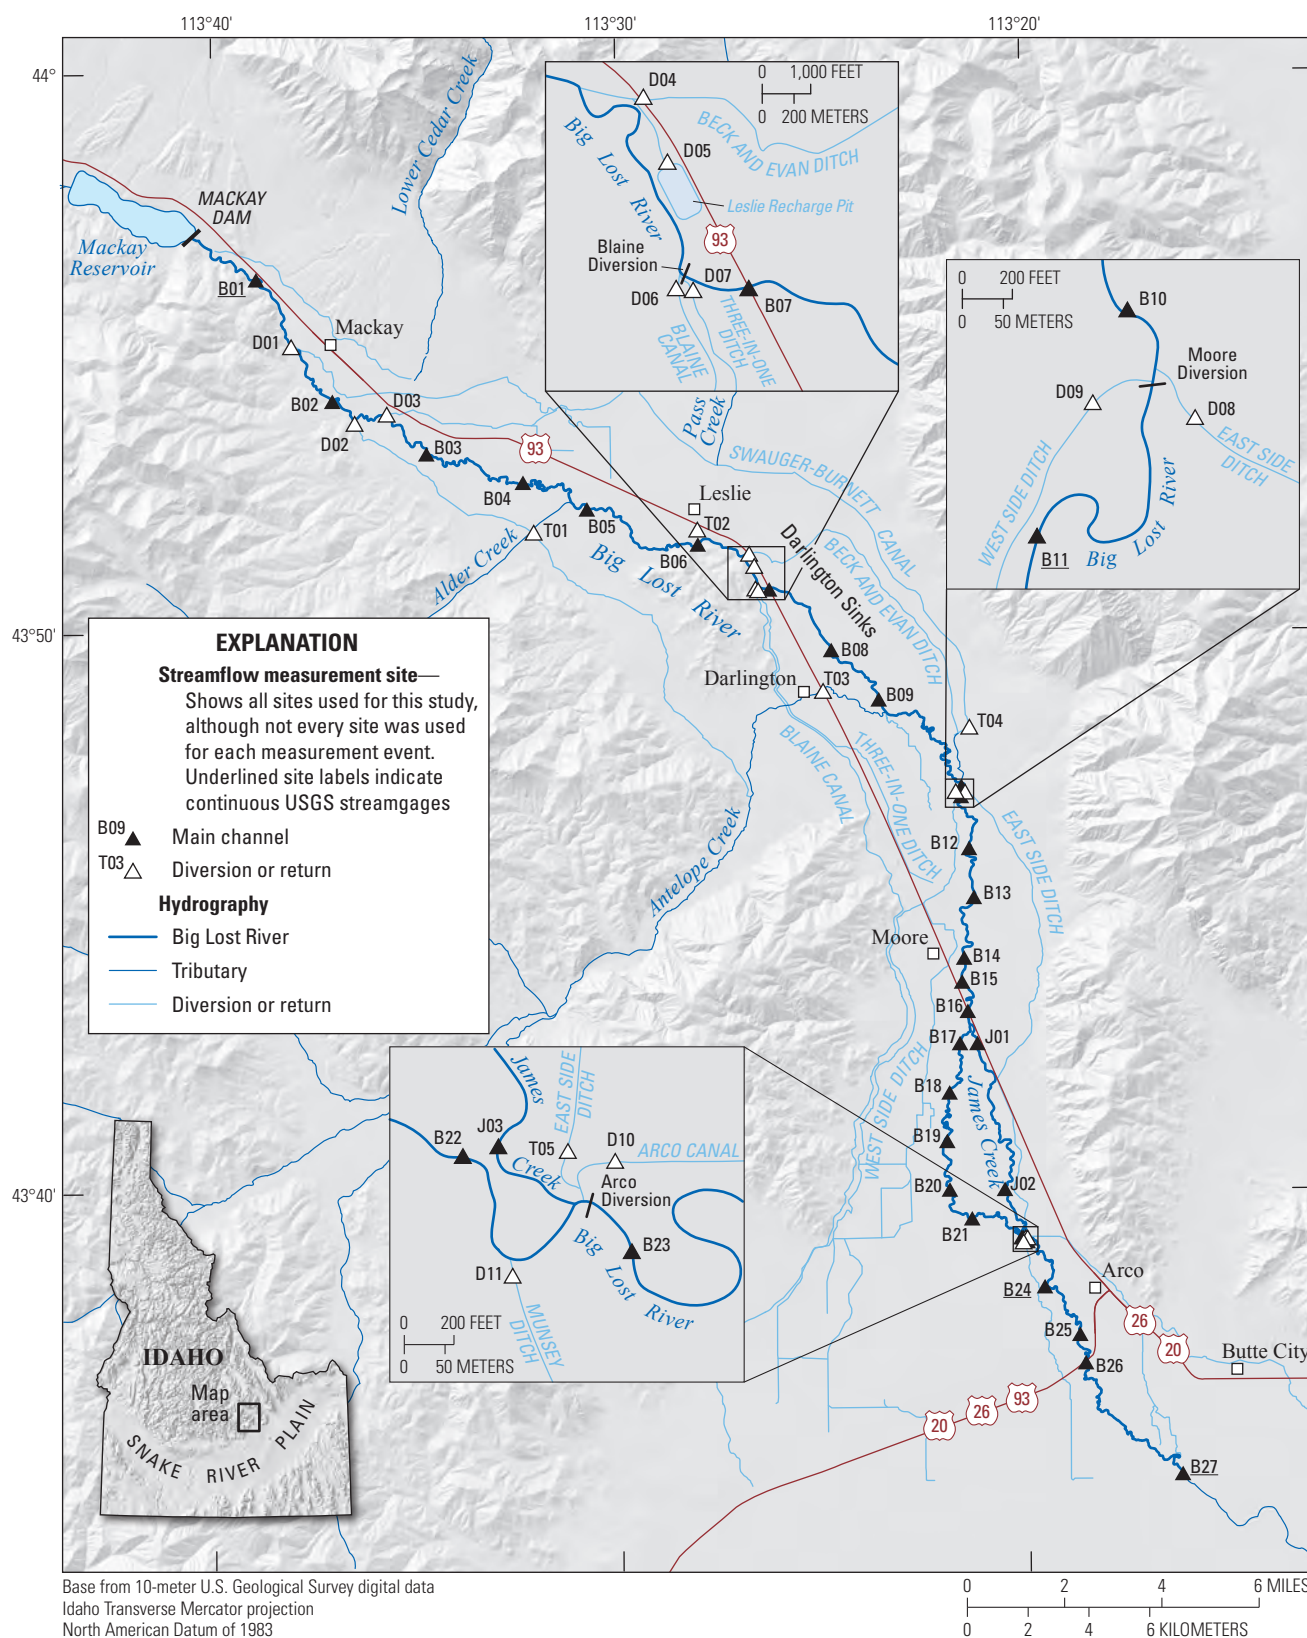 113°40'
113°30'
113°20'
44°
43°50'
43°40'
Lower Cedar Creek
MACKAY
DAM
Mackay
Reservoir
B01
Mackay
D01
B02
D02
D03
B03
93
B04
B05
T01
Alder Creek
Leslie
T02
B06
Big Lost River
Pass
Creek
SWAUGER-BURNETT CANAL
BECK AND EVAN DITCH
Darlington Sinks
B08
Darlington
T03
B09
T04
BLAINE CANAL
THREE-IN-ONE DITCH
Antelope Creek
EAST SIDE DITCH
B12
B13
Moore
B14
B15
B16
B17
J01
B18
James Creek
WEST SIDE DITCH
B19
B20
J02
B21
B24
Arco
B25
B26
26
20
Butte City
93
26
20
B27
D04
0 1,000 FEET
0 200 METERS
BECK AND EVAN DITCH
D05
Big Lost River
Leslie Recharge Pit
93
Blaine
Diversion
D07
D06
B07
BLAINE
CANAL
THREE-IN-ONE
DITCH
0 200 FEET
0 50 METERS
B10
Moore
Diversion
D09
D08
EAST SIDE
DITCH
WEST SIDE DITCH
B11
Big Lost River
EXPLANATION
Streamflow measurement site—
Shows all sites used for this study,
although not every site was used
for each measurement event.
Underlined site labels indicate
continuous USGS streamgages
B09
Main channel
T03
Diversion or return
Hydrography
Big Lost River
Tributary
Diversion or return
James
Creek
EAST SIDE
DITCH
B22
J03
T05
D10
ARCO CANAL
Arco
Diversion
B23
Big Lost River
D11
MUNSEY
DITCH
0 200 FEET
0 50 METERS
IDAHO
Map
area
SNAKE RIVER PLAIN
Base from 10-meter U.S. Geological Survey digital data
Idaho Transverse Mercator projection
North American Datum of 1983
0 2 4 6 MILES
0 2 4 6 KILOMETERS